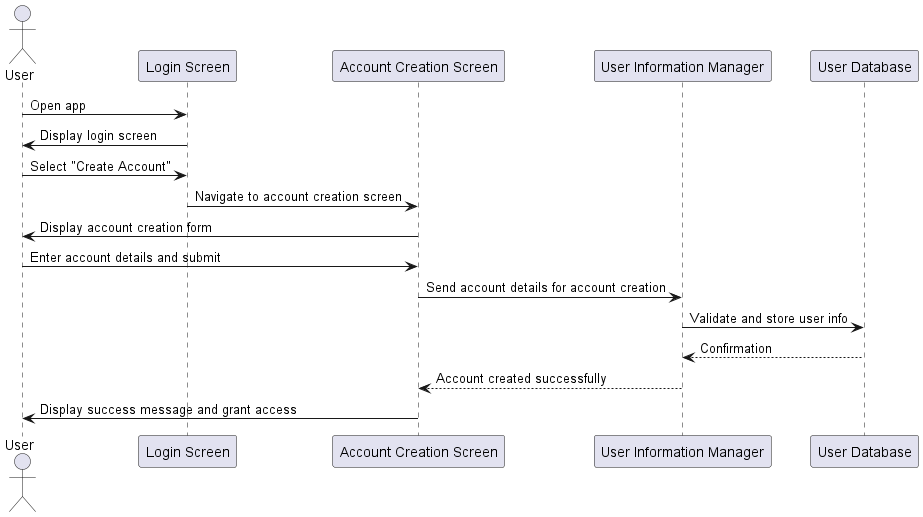 User
Login Screen
Account Creation Screen
User Information Manager
User Database
Open app
Display login screen
Select "Create Account"
Navigate to account creation screen
Display account creation form
Enter account details and submit
Send account details for account creation
Validate and store user info
Confirmation
Account created successfully
Display success message and grant access
User
Login Screen
Account Creation Screen
User Information Manager
User Database